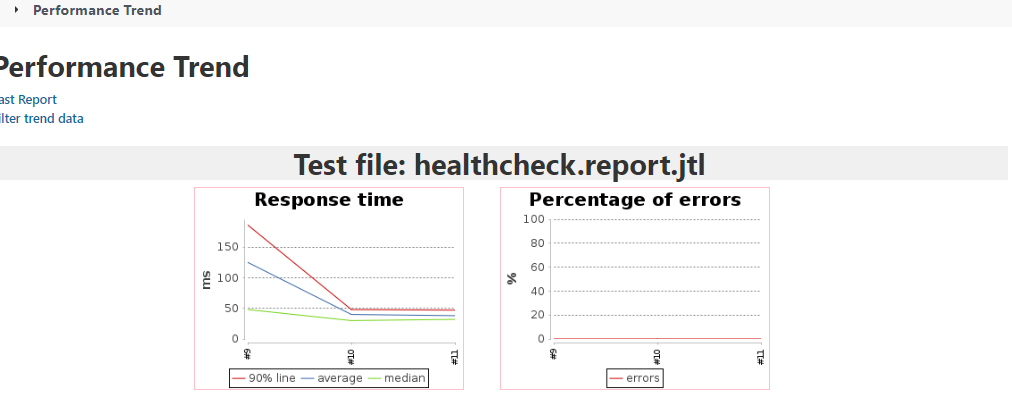 Performance Trend
Performance Trend
ast Report
ilter trend data
Test file: healthcheck.report.jtl
Response time
150
100
50
0
ms
#9
#10
#11
90% line average median
Percentage of errors
100
80
60
40
20
0
%
#9
#10
#11
errors